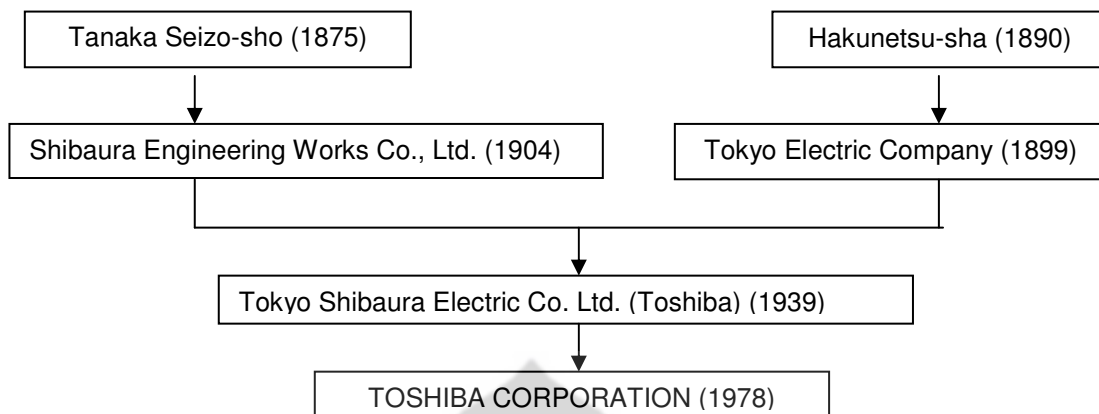 Tanaka Seizo-sho (1875)
Hakunetsu-sha (1890)
Shibaura Engineering Works Co., Ltd. (1904)
Tokyo Electric Company (1899)
Tokyo Shibaura Electric Co. Ltd. (Toshiba) (1939)
TOSHIBA CORPORATION (1978)